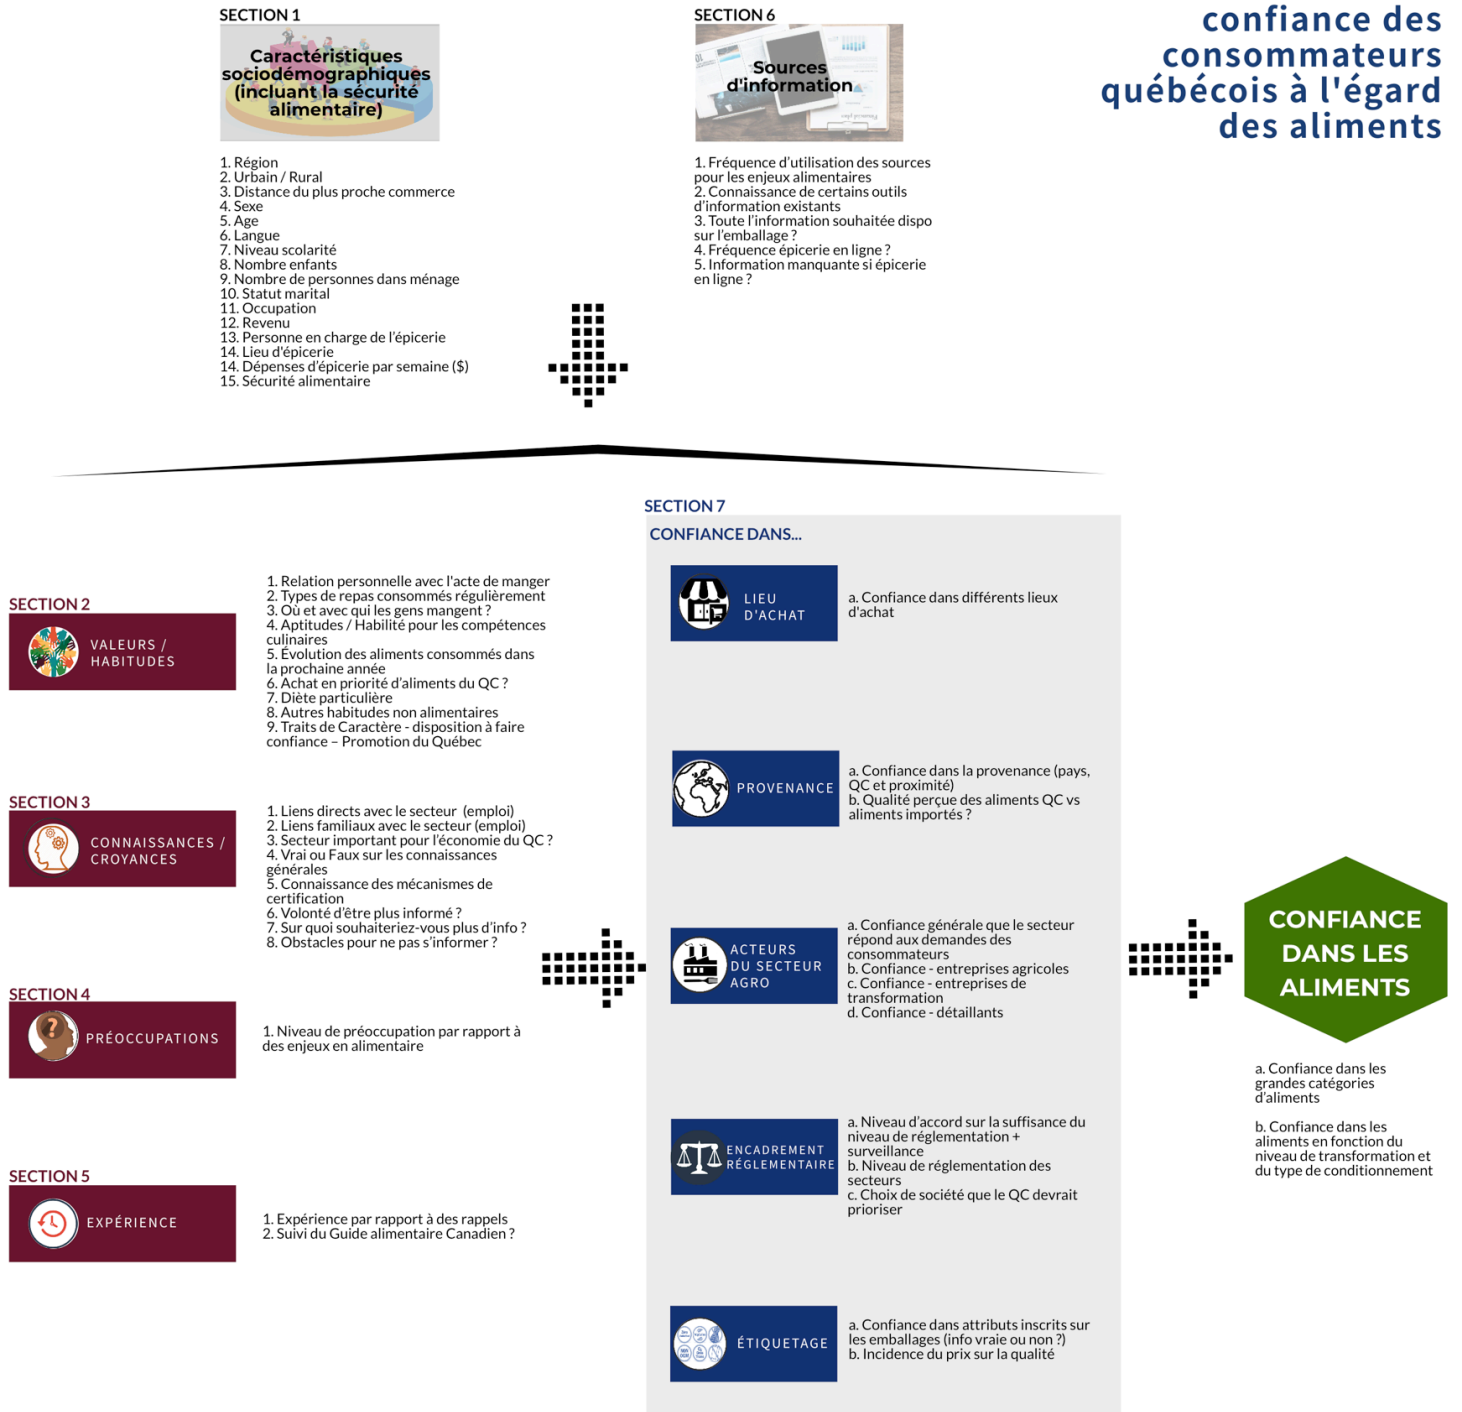 SECTION 1
Caractéristiques
sociodémographiques
(incluant la sécurité
alimentaire)
1. Région
2. Urbain / Rural
3. Distance du plus proche commerce
4. Sexe
5. Age
6. Langue
7. Niveau scolarité
8. Nombre enfants
9. Nombre de personnes dans ménage
10. Statut marital
11. Occupation
12. Revenu
13. Personne en charge de l'épicerie
14. Lieu d'épicerie
14. Dépenses d'épicerie par semaine ($)
15. Sécurité alimentaire
SECTION 6
Sources
d'information
1. Fréquence d'utilisation des sources
pour les enjeux alimentaires
2. Connaissance de certains outils
d'information existants
3. Toute l'information souhaitée dispo
sur l'emballage ?
4. Fréquence épicerie en ligne ?
5. Information manquante si épicerie
en ligne ?
confiance des
consommateurs
québécois à l'égard
des aliments
SECTION 2
VALEURS /
HABITUDES
1. Relation personnelle avec l'acte de manger
2. Types de repas consommés régulièrement
3. Où et avec qui les gens mangent ?
4. Aptitudes / Habilité pour les compétences
culinaires
5. Évolution des aliments consommés dans
la prochaine année
6. Achat en priorité d'aliments du QC ?
7. Diète particulière
8. Autres habitudes non alimentaires
9. Traits de Caractère - disposition à faire
confiance – Promotion du Québec
SECTION 3
CONNAISSANCES /
CROYANCES
1. Liens directs avec le secteur (emploi)
2. Liens familiaux avec le secteur (emploi)
3. Secteur important pour l'économie du QC ?
4. Vrai ou Faux sur les connaissances
générales
5. Connaissance des mécanismes de
certification
6. Volonté d'être plus informé ?
7. Sur quoi souhaiteriez-vous plus d'info ?
8. Obstacles pour ne pas s'informer ?
SECTION 4
PRÉOCCUPATIONS
1. Niveau de préoccupation par rapport à
des enjeux en alimentaire
SECTION 5
EXPÉRIENCE
1. Expérience par rapport à des rappels
2. Suivi du Guide alimentaire Canadien ?
SECTION 7
CONFIANCE DANS...
LIEU
D'ACHAT
a. Confiance dans différents lieux
d'achat
PROVENANCE
a. Confiance dans la provenance (pays,
QC et proximité)
b. Qualité perçue des aliments QC vs
aliments importés ?
ACTEURS
DU SECTEUR
AGRO
a. Confiance générale que le secteur
répond aux demandes des
consommateurs
b. Confiance - entreprises agricoles
c. Confiance - entreprises de
transformation
d. Confiance - détaillants
ENCADREMENT
RÉGLEMENTAIRE
a. Niveau d'accord sur la suffisance du
niveau de réglementation +
surveillance
b. Niveau de réglementation des
secteurs
c. Choix de société que le QC devrait
prioriser
ÉTIQUETAGE
a. Confiance dans attributs inscrits sur
les emballages (info vraie ou non ?)
b. Incidence du prix sur la qualité
CONFIANCE
DANS LES
ALIMENTS
a. Confiance dans les
grandes catégories
d'aliments
b. Confiance dans les
aliments en fonction du
niveau de transformation et
du type de conditionnement